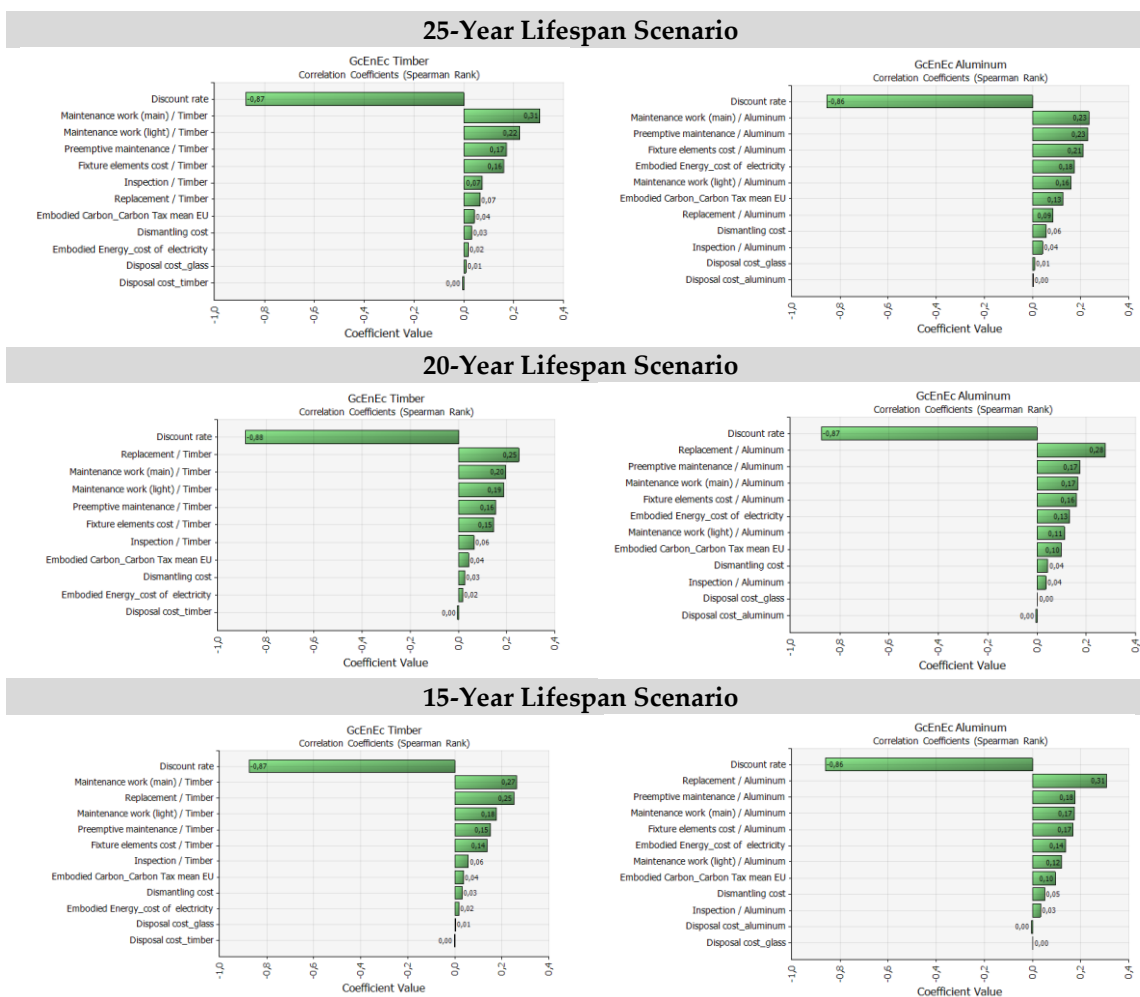 25-Year Lifespan Scenario
GcEnEc Timber
Correlation Coefficients (Spearman Rank)
Discount rate -0,87
Maintenance work (main) / Timber 0,31
Maintenance work (light) / Timber 0,22
Preemptive maintenance / Timber 0,17
Fixture elements cost / Timber 0,16
Inspection / Timber 0,07
Replacement / Timber 0,07
Embodied Carbon_Carbon Tax mean EU 0,04
Dismantling cost 0,03
Embodied Energy_cost of electricity 0,02
Disposal cost_glass 0,01
Disposal cost_timber 0,00
-1,0 -0,8 -0,6 -0,4 -0,2 0,0 0,2 0,4
Coefficient Value
GcEnEc Aluminum
Correlation Coefficients (Spearman Rank)
Discount rate -0,86
Maintenance work (main) / Aluminum 0,23
Preemptive maintenance / Aluminum 0,23
Fixture elements cost / Aluminum 0,21
Embodied Energy_cost of electricity 0,18
Maintenance work (light) / Aluminum 0,16
Embodied Carbon_Carbon Tax mean EU 0,13
Replacement / Aluminum 0,09
Dismantling cost 0,06
Inspection / Aluminum 0,04
Disposal cost_glass 0,01
Disposal cost_aluminum 0,00
-1,0 -0,8 -0,6 -0,4 -0,2 0,0 0,2 0,4
Coefficient Value
20-Year Lifespan Scenario
GcEnEc Timber
Correlation Coefficients (Spearman Rank)
Discount rate -0,88
Replacement / Timber 0,25
Maintenance work (main) / Timber 0,20
Maintenance work (light) / Timber 0,19
Preemptive maintenance / Timber 0,16
Fixture elements cost / Timber 0,15
Inspection / Timber 0,06
Embodied Carbon_Carbon Tax mean EU 0,04
Dismantling cost 0,03
Embodied Energy_cost of electricity 0,02
Disposal cost_timber 0,00
-1,0 -0,8 -0,6 -0,4 -0,2 0,0 0,2 0,4
Coefficient Value
GcEnEc Aluminum
Correlation Coefficients (Spearman Rank)
Discount rate -0,87
Replacement / Aluminum 0,28
Preemptive maintenance / Aluminum 0,17
Maintenance work (main) / Aluminum 0,17
Fixture elements cost / Aluminum 0,16
Embodied Energy_cost of electricity 0,13
Maintenance work (light) / Aluminum 0,11
Embodied Carbon_Carbon Tax mean EU 0,10
Dismantling cost 0,04
Inspection / Aluminum 0,04
Disposal cost_glass 0,00
Disposal cost_aluminum 0,00
-1,0 -0,8 -0,6 -0,4 -0,2 0,0 0,2 0,4
Coefficient Value
15-Year Lifespan Scenario
GcEnEc Timber
Correlation Coefficients (Spearman Rank)
Discount rate -0,87
Maintenance work (main) / Timber 0,27
Replacement / Timber 0,25
Maintenance work (light) / Timber 0,18
Preemptive maintenance / Timber 0,15
Fixture elements cost / Timber 0,14
Inspection / Timber 0,06
Embodied Carbon_Carbon Tax mean EU 0,04
Dismantling cost 0,03
Embodied Energy_cost of electricity 0,02
Disposal cost_glass 0,01
Disposal cost_timber 0,00
-1,0 -0,8 -0,6 -0,4 -0,2 0,0 0,2 0,4
Coefficient Value
GcEnEc Aluminum
Correlation Coefficients (Spearman Rank)
Discount rate -0,86
Replacement / Aluminum 0,31
Preemptive maintenance / Aluminum 0,18
Maintenance work (main) / Aluminum 0,17
Fixture elements cost / Aluminum 0,17
Embodied Energy_cost of electricity 0,14
Maintenance work (light) / Aluminum 0,12
Embodied Carbon_Carbon Tax mean EU 0,10
Dismantling cost 0,05
Inspection / Aluminum 0,03
Disposal cost_aluminum 0,00
Disposal cost_glass 0,00
-1,0 -0,8 -0,6 -0,4 -0,2 0,0 0,2 0,4
Coefficient Value